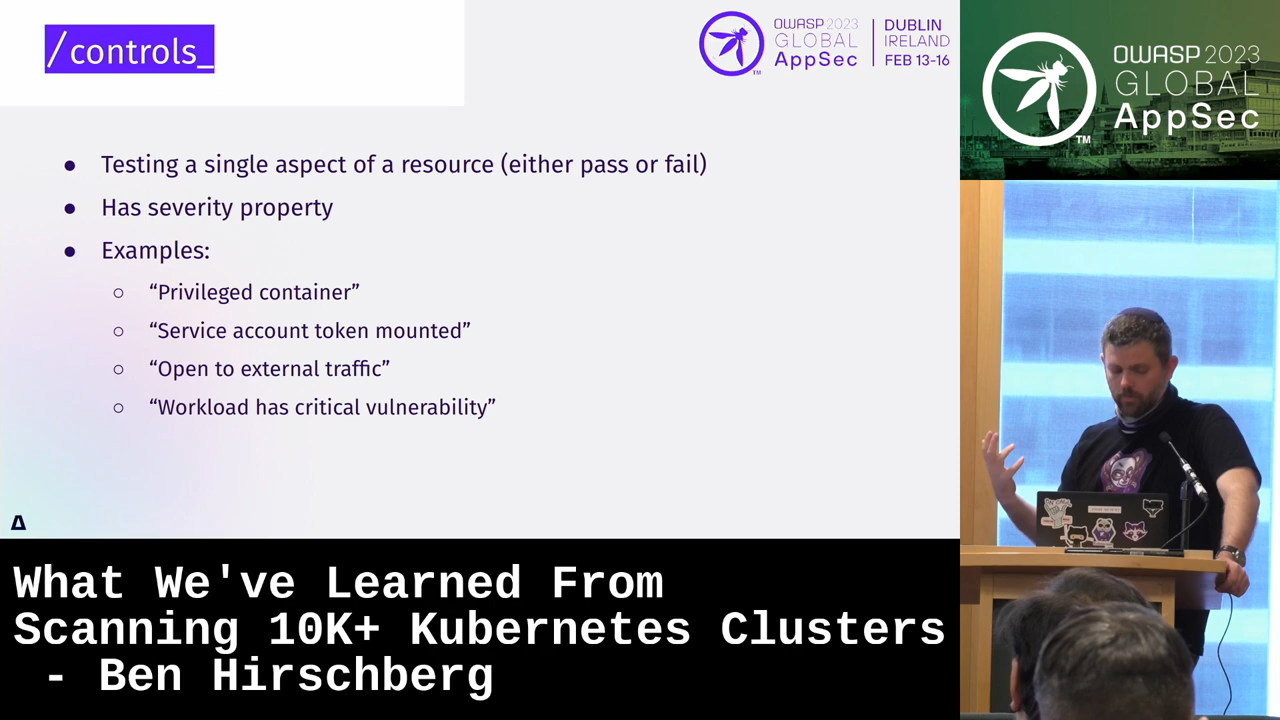 /controls_
OWASP 2023
GLOBAL
AppSec
TM
DUBLIN
IRELAND
FEB 13-16
OWASP 2023
GLOBAL
AppSec
TM
● Testing a single aspect of a resource (either pass or fail)
● Has severity property
● Examples:
○ “Privileged container”
○ “Service account token mounted”
○ “Open to external traffic”
○ “Workload has critical vulnerability”
What We've Learned From
Scanning 10K+ Kubernetes Clusters
- Ben Hirschberg